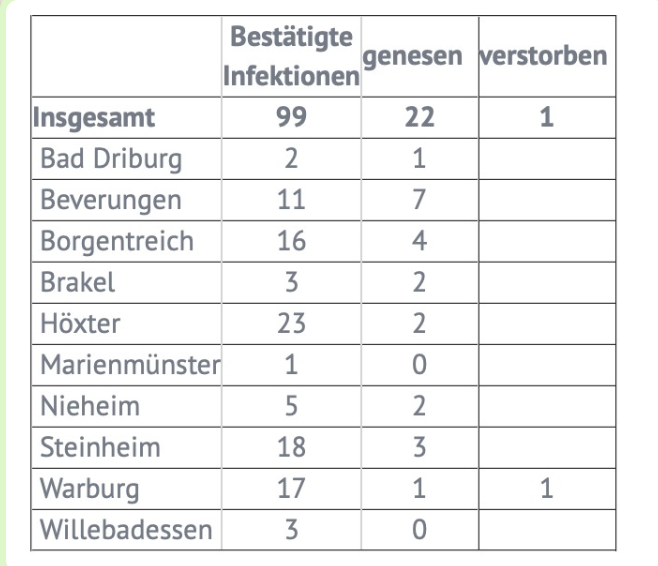 Bestätigte Infektionen genesen verstorben
Insgesamt 99 22 1
Bad Driburg 2 1
Beverungen 11 7
Borgentreich 16 4
Brakel 3 2
Höxter 23 2
Marienmünster 1 0
Nieheim 5 2
Steinheim 18 3
Warburg 17 1 1
Willebadessen 3 0